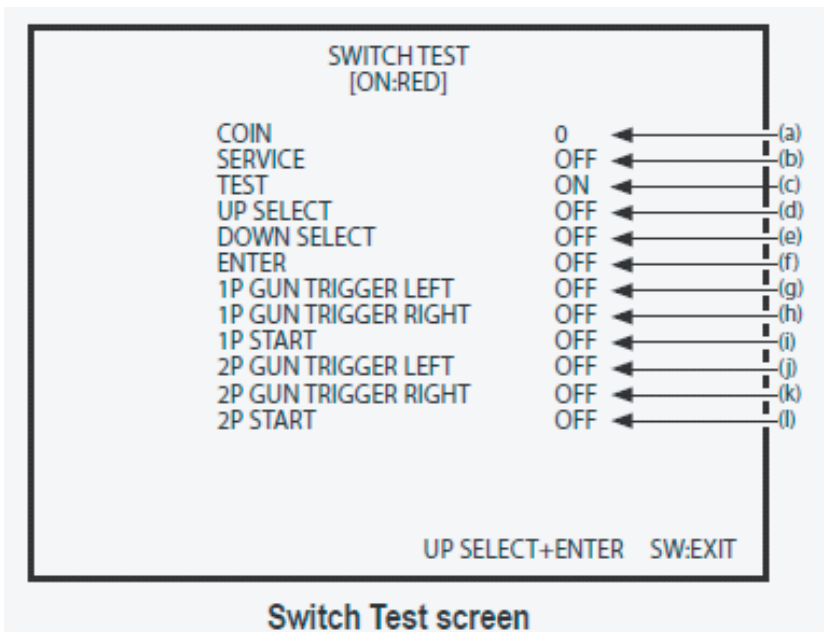 SWITCH TEST
[ON:RED]
COIN 0 (a)
SERVICE OFF (b)
TEST ON (c)
UP SELECT OFF (d)
DOWN SELECT OFF (e)
ENTER OFF (f)
1P GUN TRIGGER LEFT OFF (g)
1P GUN TRIGGER RIGHT OFF (h)
1P START OFF (i)
2P GUN TRIGGER LEFT OFF (j)
2P GUN TRIGGER RIGHT OFF (k)
2P START OFF (l)
UP SELECT+ENTER SW:EXIT
Switch Test screen